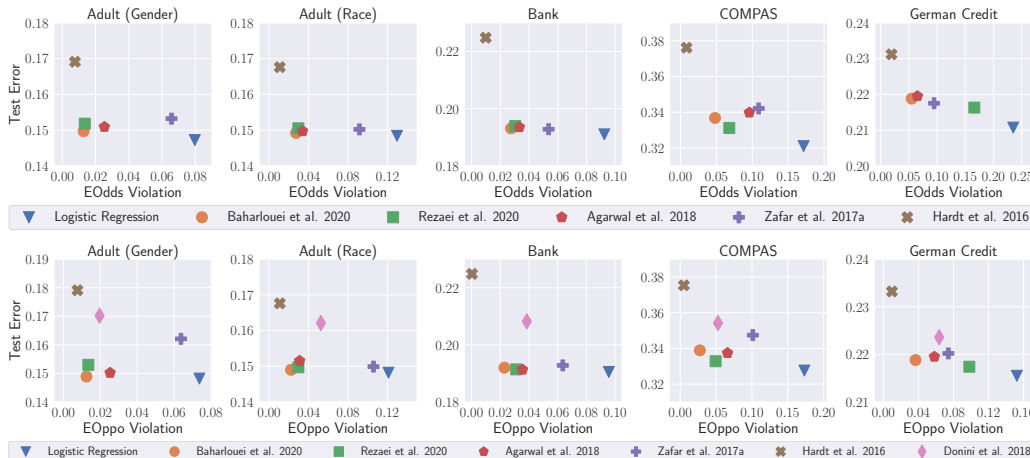 Adult (Gender) Adult (Race) Bank COMPAS German Credit
0.18 0.18 0.24
0.38
0.22 0.23
0.17 0.17
0.36
0.16 0.16 0.22
0.20 0.34
0.15 0.15 0.21
0.32
0.14 0.14 0.18 0.20
Test Error
0.00 0.02 0.04 0.06 0.08 0.00 0.04 0.08 0.12 0.00 0.02 0.04 0.06 0.08 0.10 0.00 0.05 0.10 0.15 0.20 0.00 0.05 0.10 0.15 0.20 0.25
EOdds Violation EOdds Violation EOdds Violation EOdds Violation EOdds Violation
Logistic Regression Baharlouei et al. 2020 Rezaei et al. 2020 Agarwal et al. 2018 Zafar et al. 2017a Hardt et al. 2016
Adult (Gender) Adult (Race) Bank COMPAS German Credit
0.19 0.18 0.24
0.38
0.18 0.17 0.22 0.23
0.17 0.36
0.16 0.16 0.20 0.34 0.22
0.15 0.15
0.32
0.14 0.14 0.18 0.21
Test Error
0.00 0.02 0.04 0.06 0.08 0.00 0.04 0.08 0.12 0.00 0.02 0.04 0.06 0.08 0.10 0.00 0.05 0.10 0.15 0.20 0.00 0.05 0.10 0.15
EOppo Violation EOppo Violation EOppo Violation EOppo Violation EOppo Violation
Logistic Regression Baharlouei et al. 2020 Rezaei et al. 2020 Agarwal et al. 2018 Zafar et al. 2017a Hardt et al. 2016 Donini et al. 2018